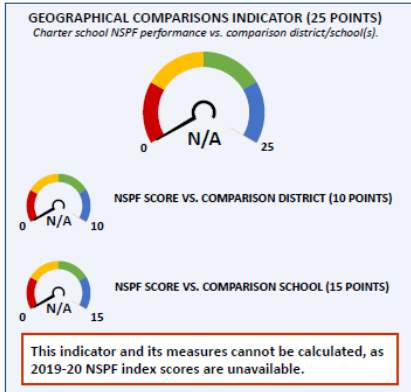 GEOGRAPHICAL COMPARISONS INDICATOR (25 POINTS)
Charter school NSPF performance vs. comparison district/school(s).
N/A
0
25
NSPF SCORE VS. COMPARISON DISTRICT (10 POINTS)
N/A
0
10
NSPF SCORE VS. COMPARISON SCHOOL (15 POINTS)
N/A
0
15
This indicator and its measures cannot be calculated, as
2019-20 NSPF index scores are unavailable.